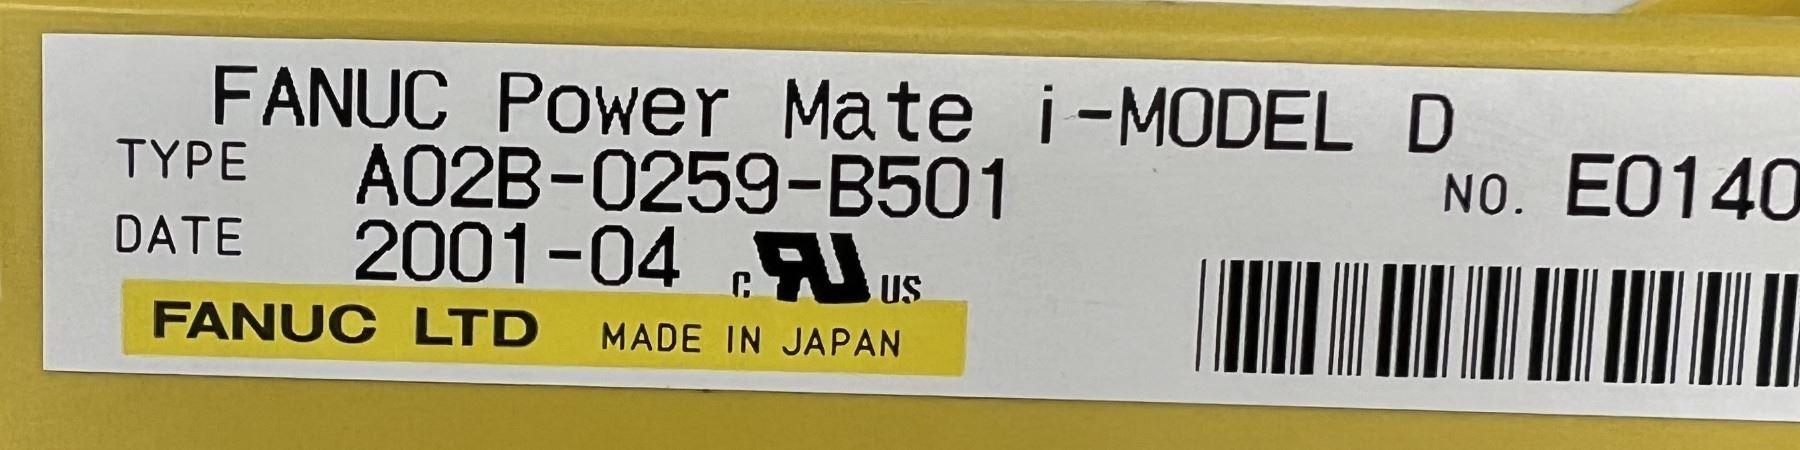 FANUC Power Mate i-MODEL D
TYPE A02B-0259-B501
NO. E0140
DATE 2001-04
c RU US
FANUC LTD MADE IN JAPAN